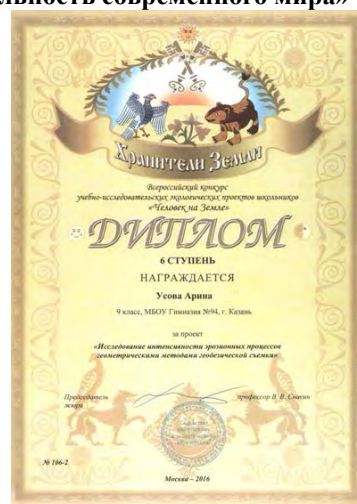 льность современного мира»
Хранители Земли
Всероссийский конкурс
учебно-исследовательских экологических проектов школьников
«Человек на Земле»
ДИПЛОМ
6 СТУПЕНЬ
НАГРАЖДАЕТСЯ
Усова Арина
9 класс, МБОУ Гимназия №94, г. Казань
за проект
«Исследование интенсивности эрозионных процессов
геометрическими методами геодезической съемки»
Председатель
жюри
профессор В. В. Снакин
№ 106-2
Москва – 2016